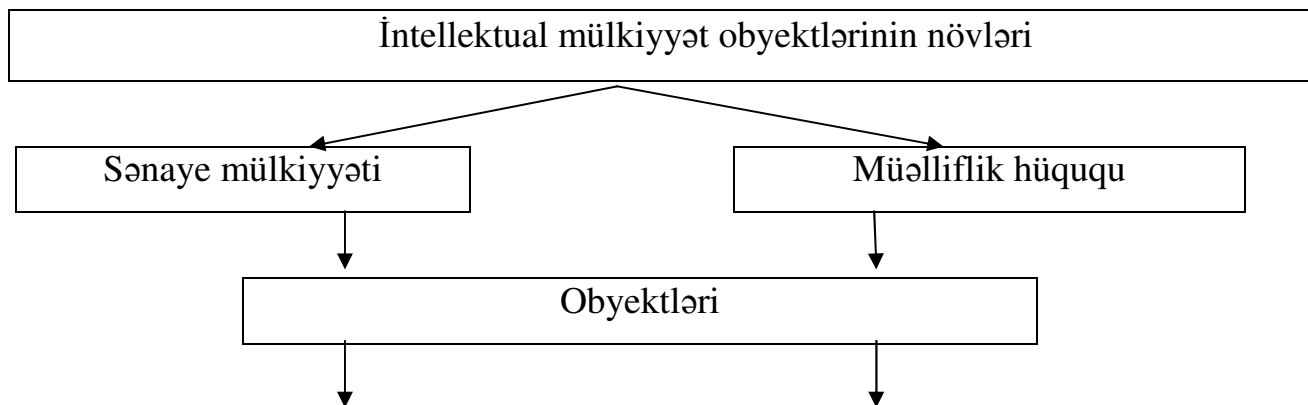 İntellektual mülkiyyət obyektlərinin növləri
Sənaye mülkiyyəti
Müəlliflik hüququ
Obyektləri